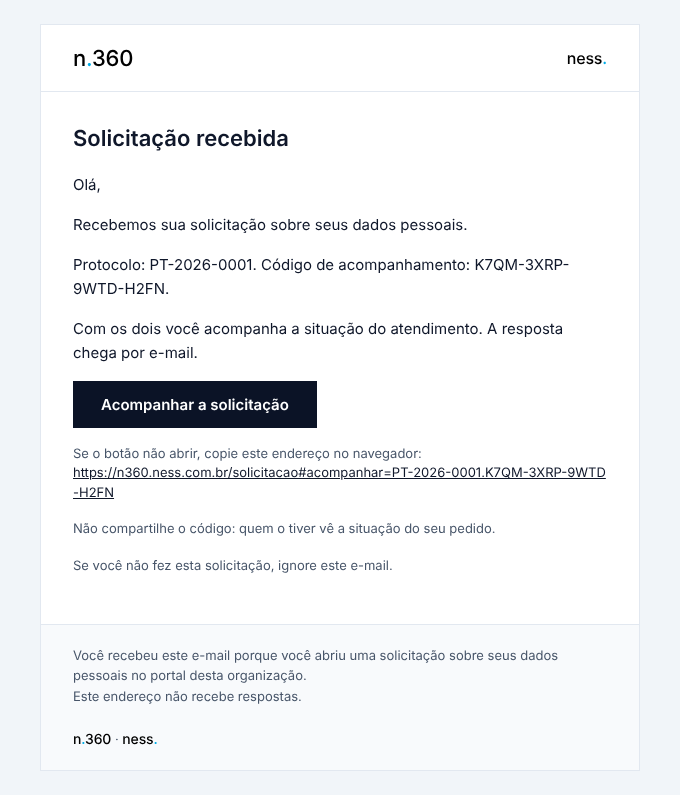 n.360
ness.
Solicitação recebida
Olá,
Recebemos sua solicitação sobre seus dados pessoais.
Protocolo: PT-2026-0001. Código de acompanhamento: K7QM-3XRP-
9WTD-H2FN.
Com os dois você acompanha a situação do atendimento. A resposta
chega por e-mail.
Acompanhar a solicitação
Se o botão não abrir, copie este endereço no navegador:
https://n360.ness.com.br/solicitacao#acompanhar=PT-2026-0001.K7QM-3XRP-9WTD
-H2FN
Não compartilhe o código: quem o tiver vê a situação do seu pedido.
Se você não fez esta solicitação, ignore este e-mail.
Você recebeu este e-mail porque você abriu uma solicitação sobre seus dados
pessoais no portal desta organização.
Este endereço não recebe respostas.
n.360 · ness.